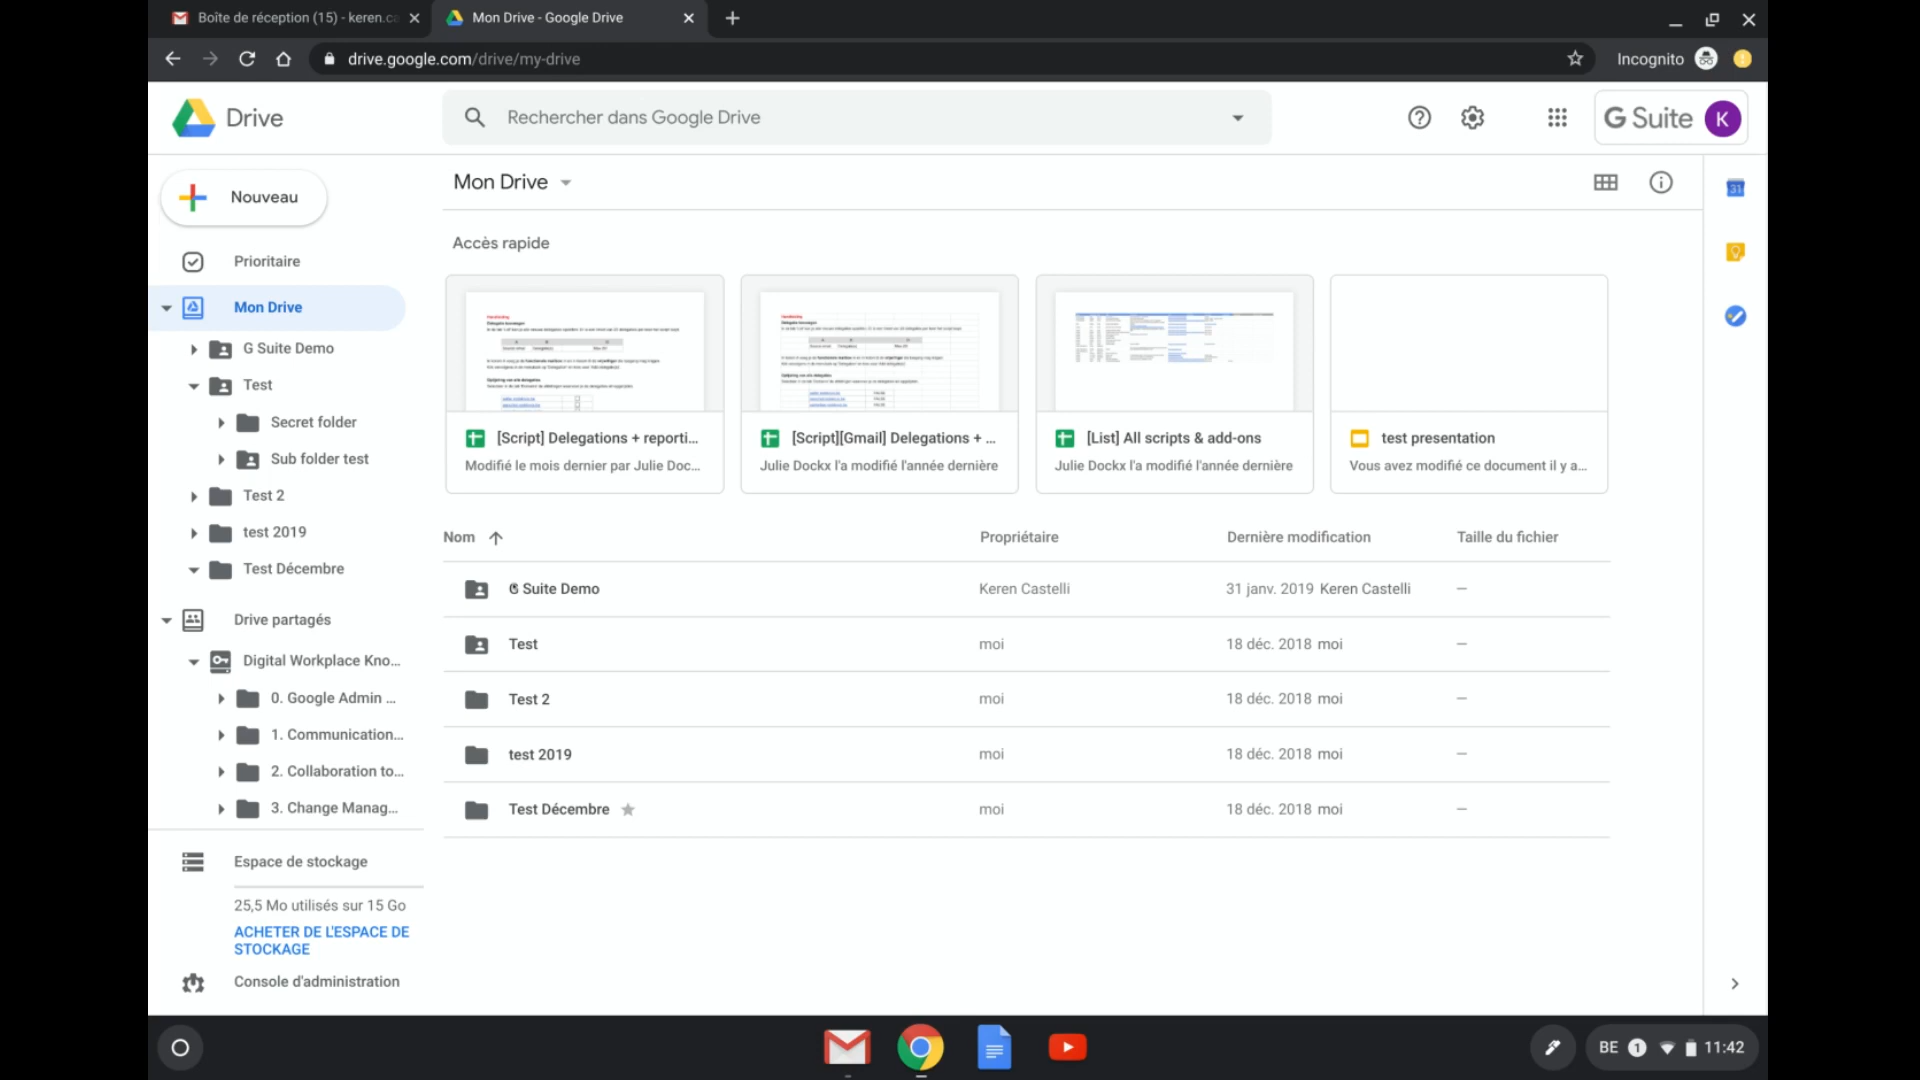 Boîte de réception (15) - keren.c
Mon Drive - Google Drive
drive.google.com/drive/my-drive
Incognito
Drive
Rechercher dans Google Drive
G Suite
K
Nouveau
Mon Drive
31
Accès rapide
Prioritaire
Mon Drive
G Suite Demo
Test
Secret folder
Sub folder test
Test 2
test 2019
Test Décembre
Drive partagés
Digital Workplace Kno...
0. Google Admin ...
1. Communication...
2. Collaboration to...
3. Change Manag...
Espace de stockage
25,5 Mo utilisés sur 15 Go
ACHETER DE L'ESPACE DE
STOCKAGE
Console d'administration
[Script] Delegations + reporti...
Modifié le mois dernier par Julie Doc...
[Script][Gmail] Delegations + ...
Julie Dockx l'a modifié l'année dernière
[List] All scripts & add-ons
Julie Dockx l'a modifié l'année dernière
test presentation
Vous avez modifié ce document il y a...
Nom Propriétaire Dernière modification Taille du fichier
G Suite Demo Keren Castelli 31 janv. 2019 Keren Castelli —
Test moi 18 déc. 2018 moi —
Test 2 moi 18 déc. 2018 moi —
test 2019 moi 18 déc. 2018 moi —
Test Décembre moi 18 déc. 2018 moi —
BE 1 11:42